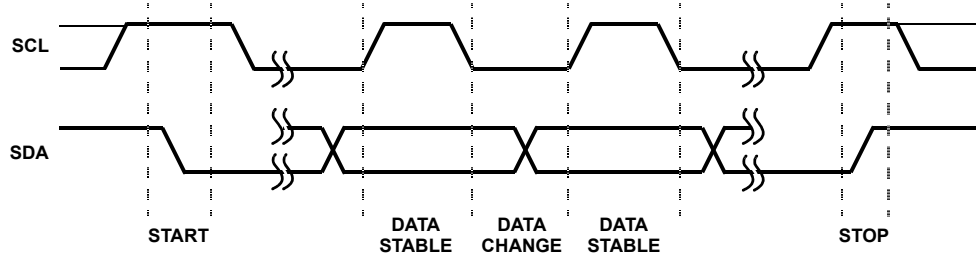 SCL
SDA
START
DATA
STABLE
DATA
CHANGE
DATA
STABLE
STOP